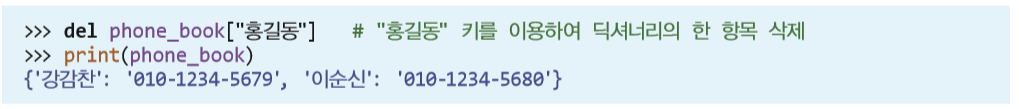 >>> del phone_book["홍길동"]   # "홍길동" 키를 이용하여 딕셔너리의 한 항목 삭제
>>> print(phone_book)
{'강감찬': '010-1234-5679', '이순신': '010-1234-5680'}